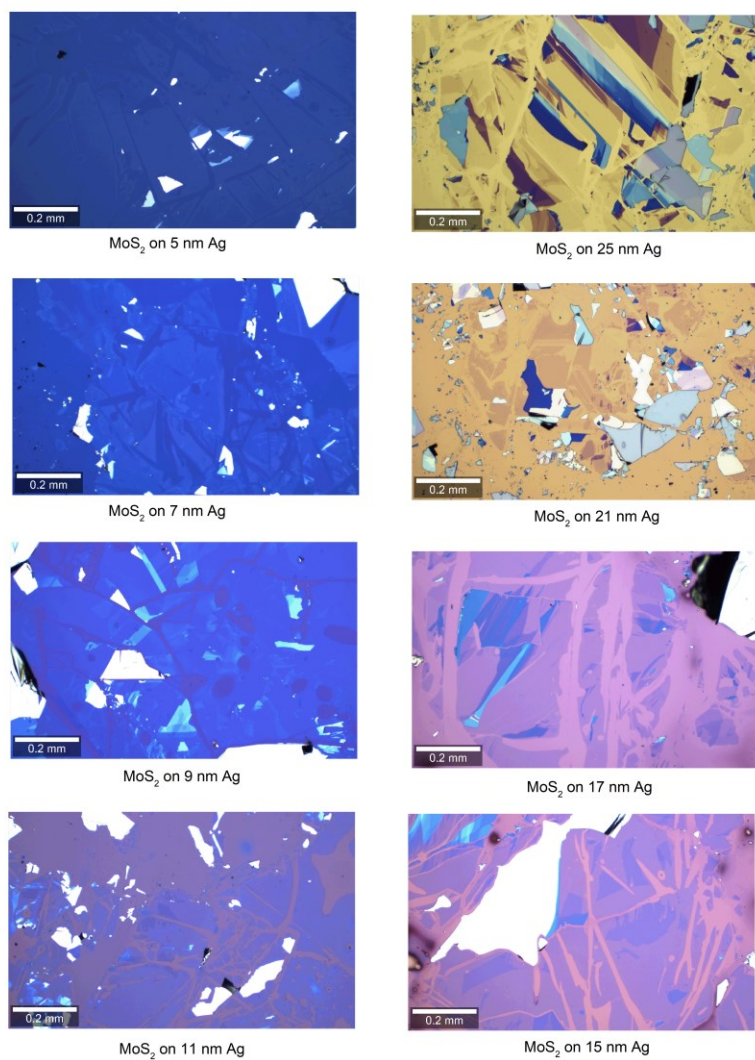 0.2 mm
MoS₂ on 5 nm Ag
0.2 mm
MoS₂ on 25 nm Ag
0.2 mm
MoS₂ on 7 nm Ag
0.2 mm
MoS₂ on 21 nm Ag
0.2 mm
MoS₂ on 9 nm Ag
0.2 mm
MoS₂ on 17 nm Ag
0.2 mm
MoS₂ on 11 nm Ag
0.2 mm
MoS₂ on 15 nm Ag